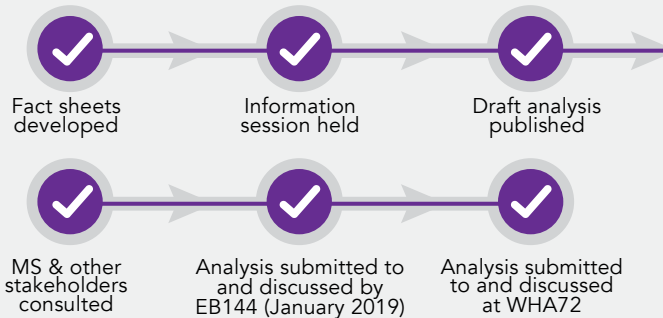 Fact sheets
developed
Information
session held
Draft analysis
published
MS & other
stakeholders
consulted
Analysis submitted to
and discussed by
EB144 (January 2019)
Analysis submitted
to and discussed
at WHA72